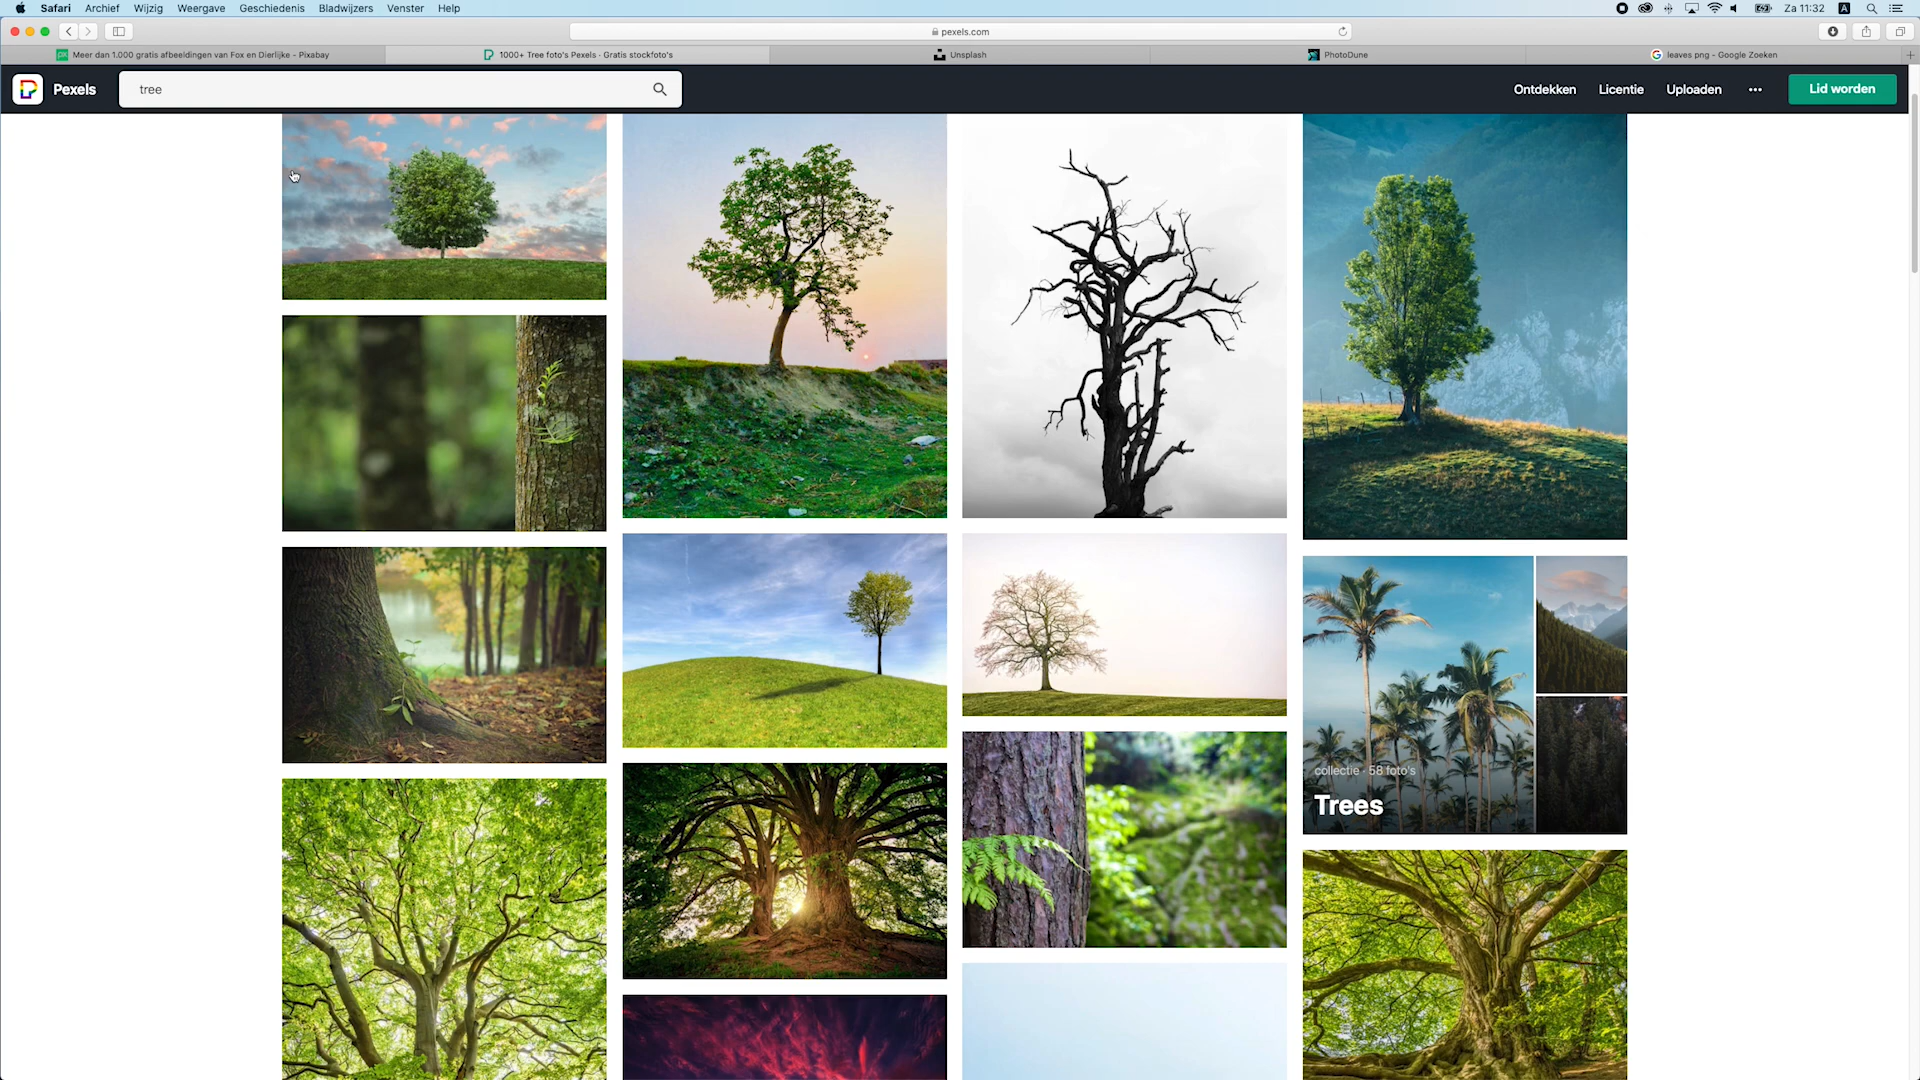 Safari Archief Wijzig Weergave Geschiedenis Bladwijzers Venster Help Za 11:32 A
pexels.com
Meer dan 1.000 gratis afbeeldingen van Fox en Dierlijke - Pixabay
1000+ Tree foto's Pexels · Gratis stockfoto's
Unsplash
PhotoDune
leaves png - Google Zoeken
Pexels
tree
Ontdekken Licentie Uploaden ••• Lid worden
collectie · 58 foto's
Trees